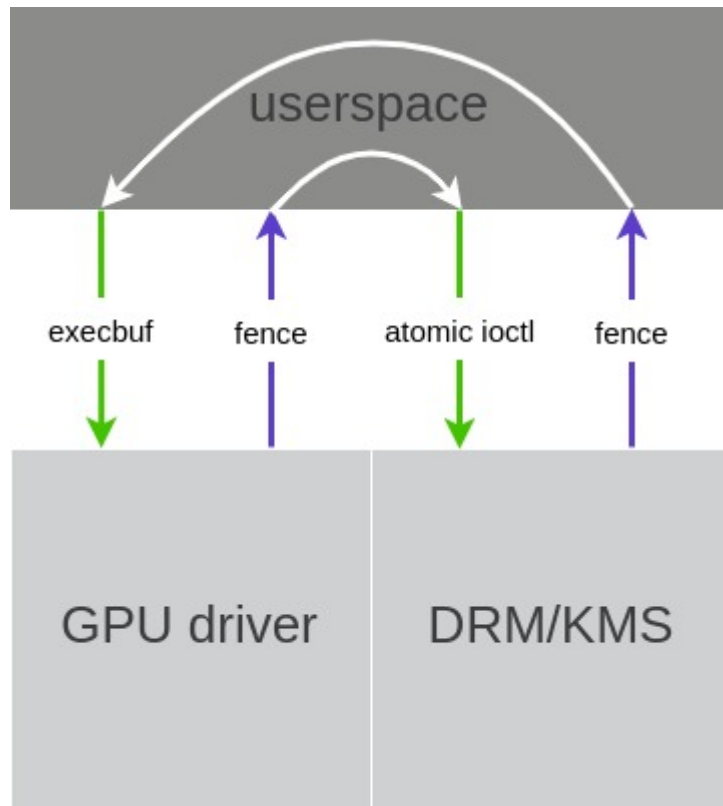 userspace
execbuf
fence
atomic ioctl
fence
GPU driver
DRM/KMS